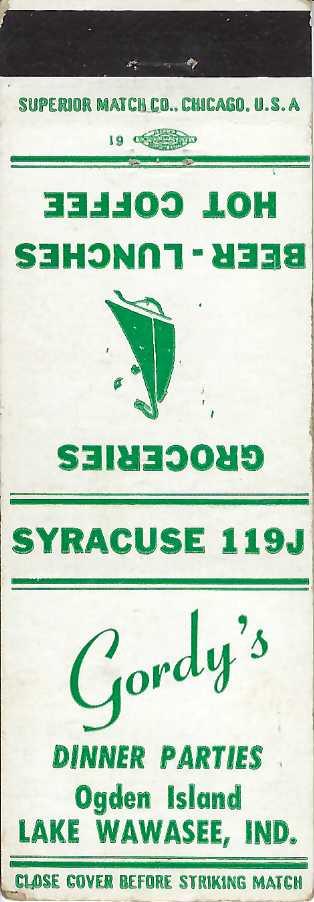 SUPERIOR MATCH CO., CHICAGO, U.S.A
19
GROCERIES
BEER - LUNCHES
HOT COFFEE
SYRACUSE 119J
Gordy's
DINNER PARTIES
Ogden Island
LAKE WAWASEE, IND.
CLOSE COVER BEFORE STRIKING MATCH